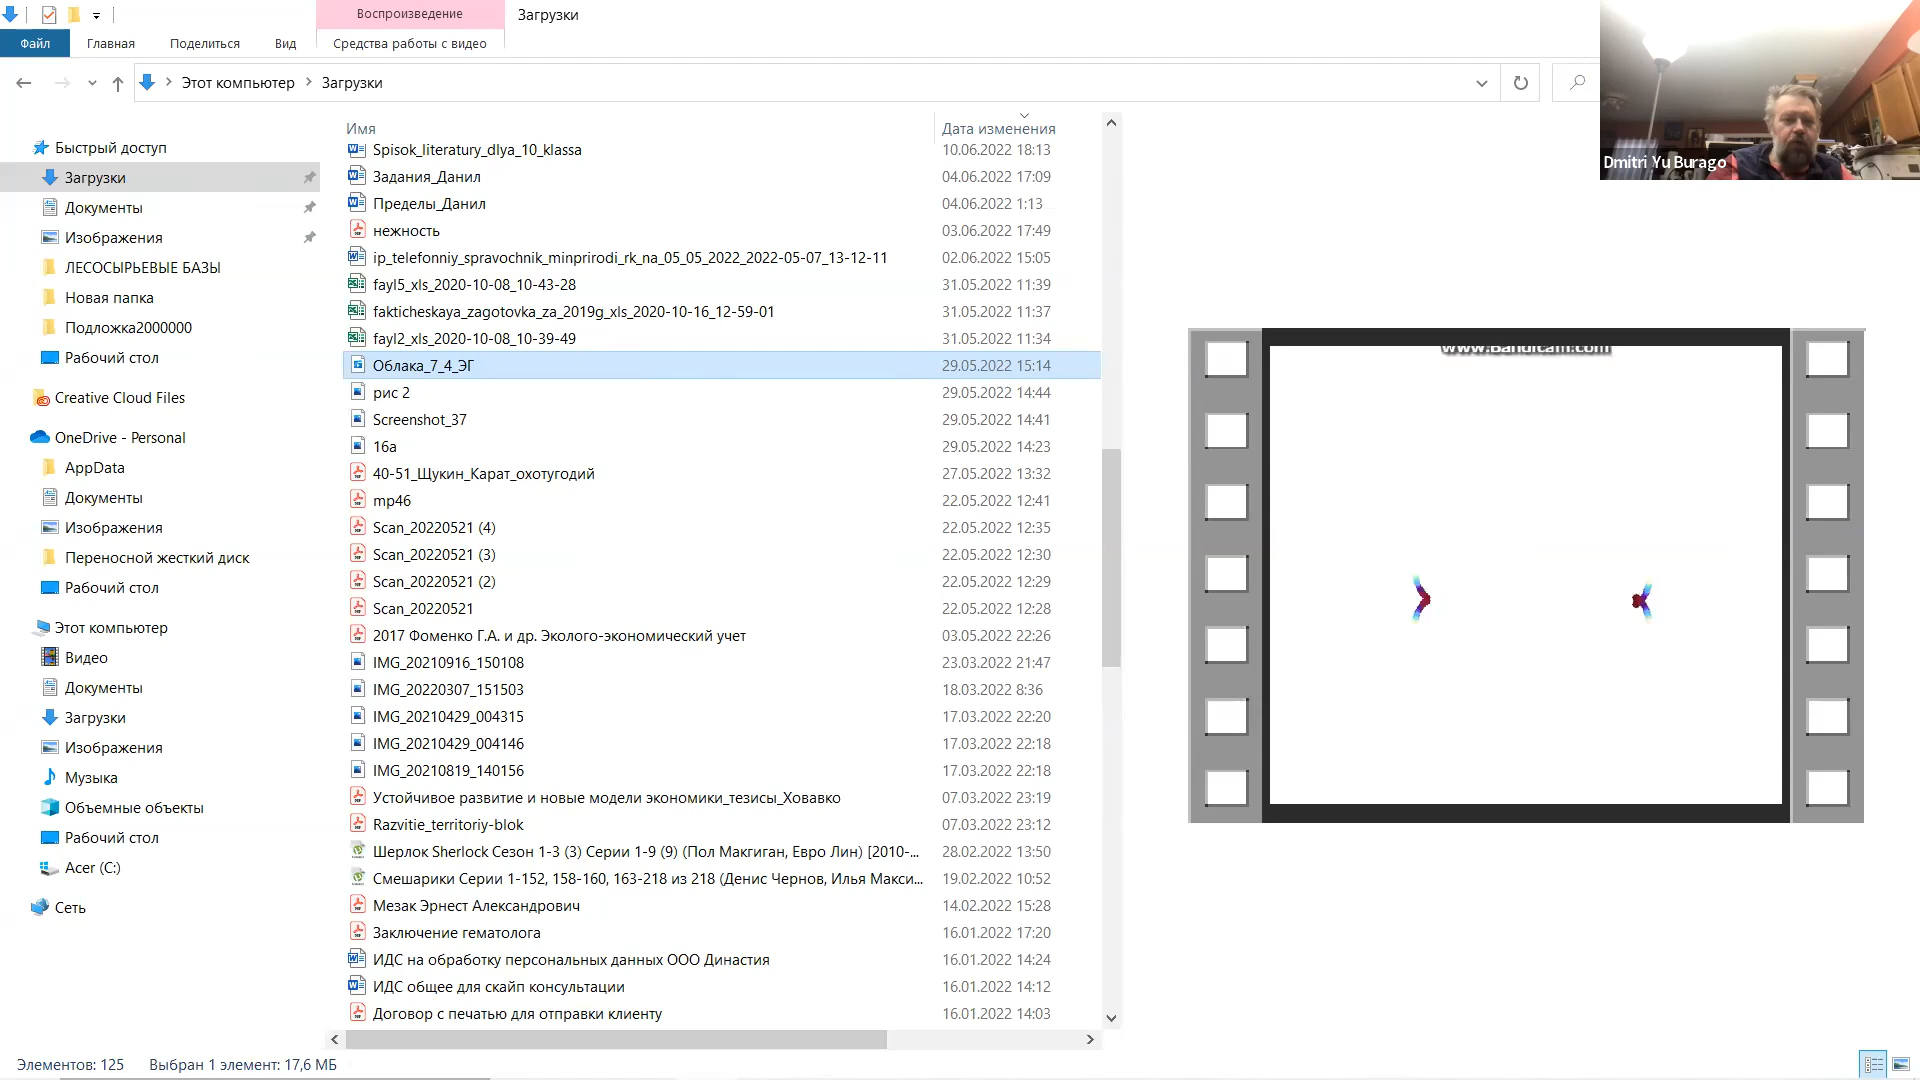 Воспроизведение
Загрузки
Файл
Главная
Поделиться
Вид
Средства работы с видео
Этот компьютер
Загрузки
Dmitri Yu Burago
Быстрый доступ
Загрузки
Документы
Изображения
ЛЕСОСЫРЬЕВЫЕ БАЗЫ
Новая папка
Подложка2000000
Рабочий стол
Creative Cloud Files
OneDrive - Personal
AppData
Документы
Изображения
Переносной жесткий диск
Рабочий стол
Этот компьютер
Видео
Документы
Загрузки
Изображения
Музыка
Объемные объекты
Рабочий стол
Acer (C:)
Сеть
Имя Дата изменения
Spisok_literatury_dlya_10_klassa 10.06.2022 18:13
Задания_Данил 04.06.2022 17:09
Пределы_Данил 04.06.2022 1:13
нежность 03.06.2022 17:49
ip_telefonniy_spravochnik_minprirodi_rk_na_05_05_2022_2022-05-07_13-12-11 02.06.2022 15:05
fayl5_xls_2020-10-08_10-43-28 31.05.2022 11:39
fakticheskaya_zagotovka_za_2019g_xls_2020-10-16_12-59-01 31.05.2022 11:37
fayl2_xls_2020-10-08_10-39-49 31.05.2022 11:34
Облака_7_4_ЭГ 29.05.2022 15:14
рис 2 29.05.2022 14:44
Screenshot_37 29.05.2022 14:41
16a 29.05.2022 14:23
40-51_Щукин_Карат_охотугодий 27.05.2022 13:32
mp46 22.05.2022 12:41
Scan_20220521 (4) 22.05.2022 12:35
Scan_20220521 (3) 22.05.2022 12:30
Scan_20220521 (2) 22.05.2022 12:29
Scan_20220521 22.05.2022 12:28
2017 Фоменко Г.А. и др. Эколого-экономический учет 03.05.2022 22:26
IMG_20210916_150108 23.03.2022 21:47
IMG_20220307_151503 18.03.2022 8:36
IMG_20210429_004315 17.03.2022 22:20
IMG_20210429_004146 17.03.2022 22:18
IMG_20210819_140156 17.03.2022 22:18
Устойчивое развитие и новые модели экономики_тезисы_Ховавко 07.03.2022 23:19
Razvitie_territoriy-blok 07.03.2022 23:12
Шерлок Sherlock Сезон 1-3 (3) Серии 1-9 (9) (Пол Макгиган, Евро Лин) [2010-... 28.02.2022 13:50
Смешарики Серии 1-152, 158-160, 163-218 из 218 (Денис Чернов, Илья Макси... 19.02.2022 10:52
Мезак Эрнест Александрович 14.02.2022 15:28
Заключение гематолога 16.01.2022 17:20
ИДС на обработку персональных данных ООО Династия 16.01.2022 14:24
ИДС общее для скайп консультации 16.01.2022 14:12
Договор с печатью для отправки клиенту 16.01.2022 14:03
www.Bandicam.com
Элементов: 125
Выбран 1 элемент: 17,6 МБ